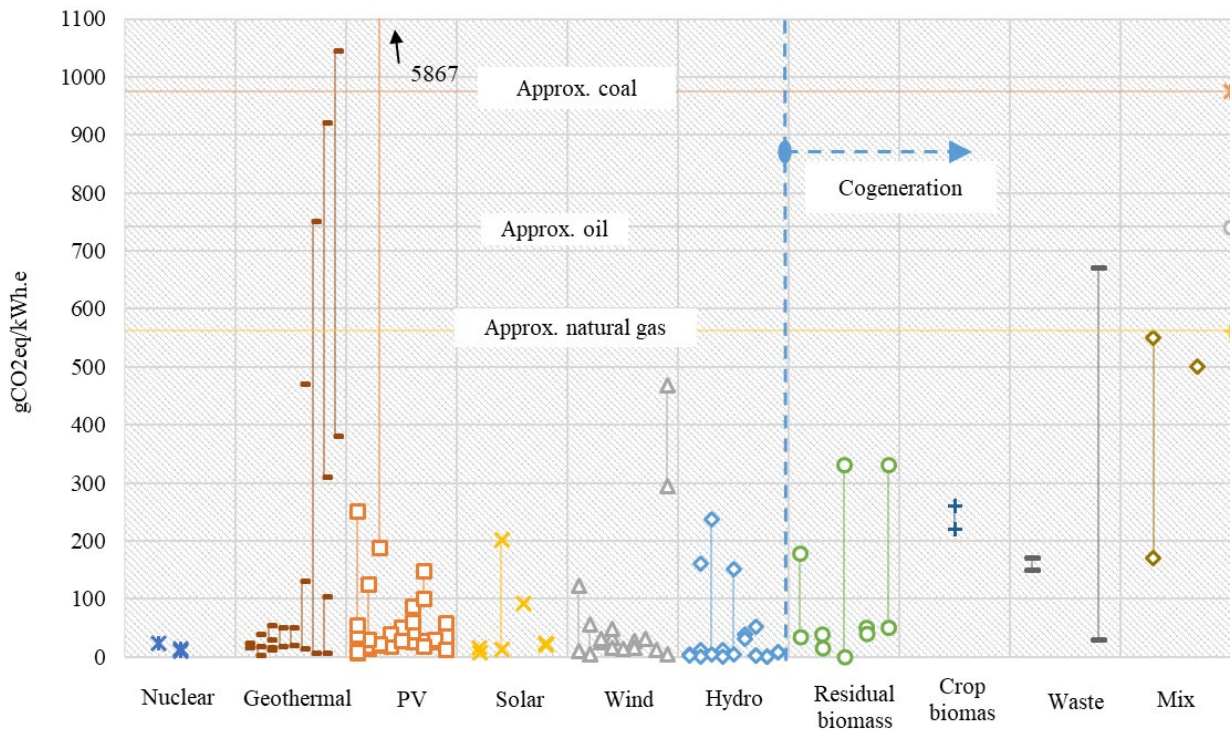 1100
5867
1000
Approx. coal
900
Cogeneration
800
Approx. oil
700
600
Approx. natural gas
500
400
300
200
100
0
gCO2eq/kWh.e
Nuclear
Geothermal
PV
Solar
Wind
Hydro
Residual
biomass
Crop
biomas
Waste
Mix